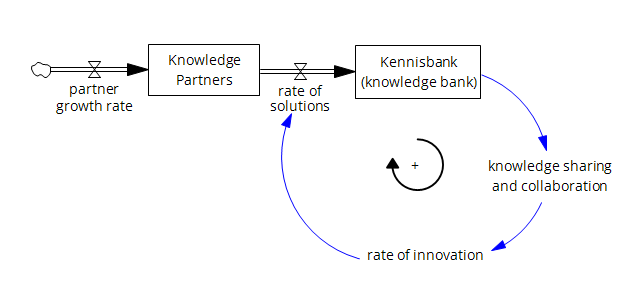 Knowledge
Partners
Kennisbank
(knowledge bank)
partner
growth rate
rate of
solutions
+
knowledge sharing
and collaboration
rate of innovation